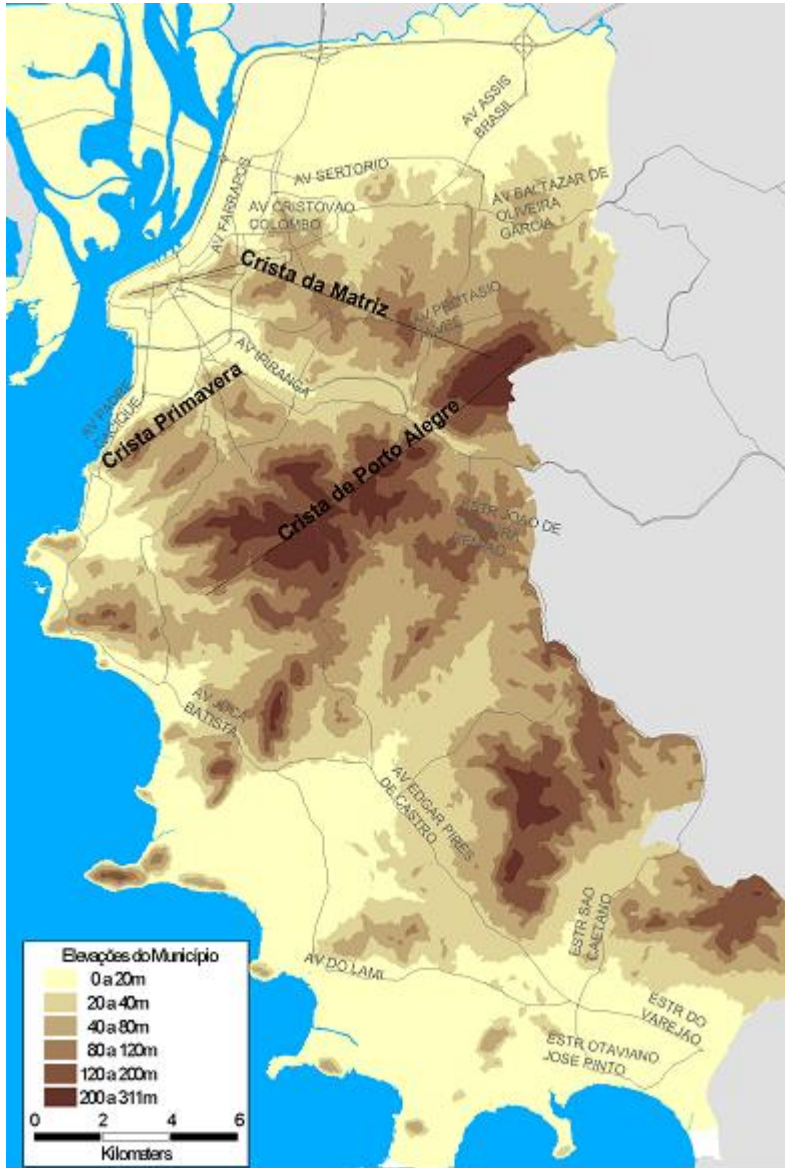 AV ASSIS
BRASIL
AV SERTORIO
AV FARRAPOS
AV CRISTOVAO
COLOMBO
AV BALTAZAR DE
OLIVEIRA
GARCIA
Crista da Matriz
AV PROTASIO
ALVES
AV IPIRANGA
Crista Primavera
AV PADRE
CACIQUE
Crista de Porto Alegre
ESTR JOAO DE
OLIVEIRA
REMIAO
AV JUCA
BATISTA
AV EDGAR PIRES
DE CASTRO
ESTR SAO
CAETANO
AV DO LAMI
ESTR DO
VAREJAO
ESTR OTAVIANO
JOSE PINTO
Elevações do Município
0 a 20m
20 a 40m
40 a 80m
80 a 120m
120 a 200m
200 a 311m
0 2 4 6
Kilomaters